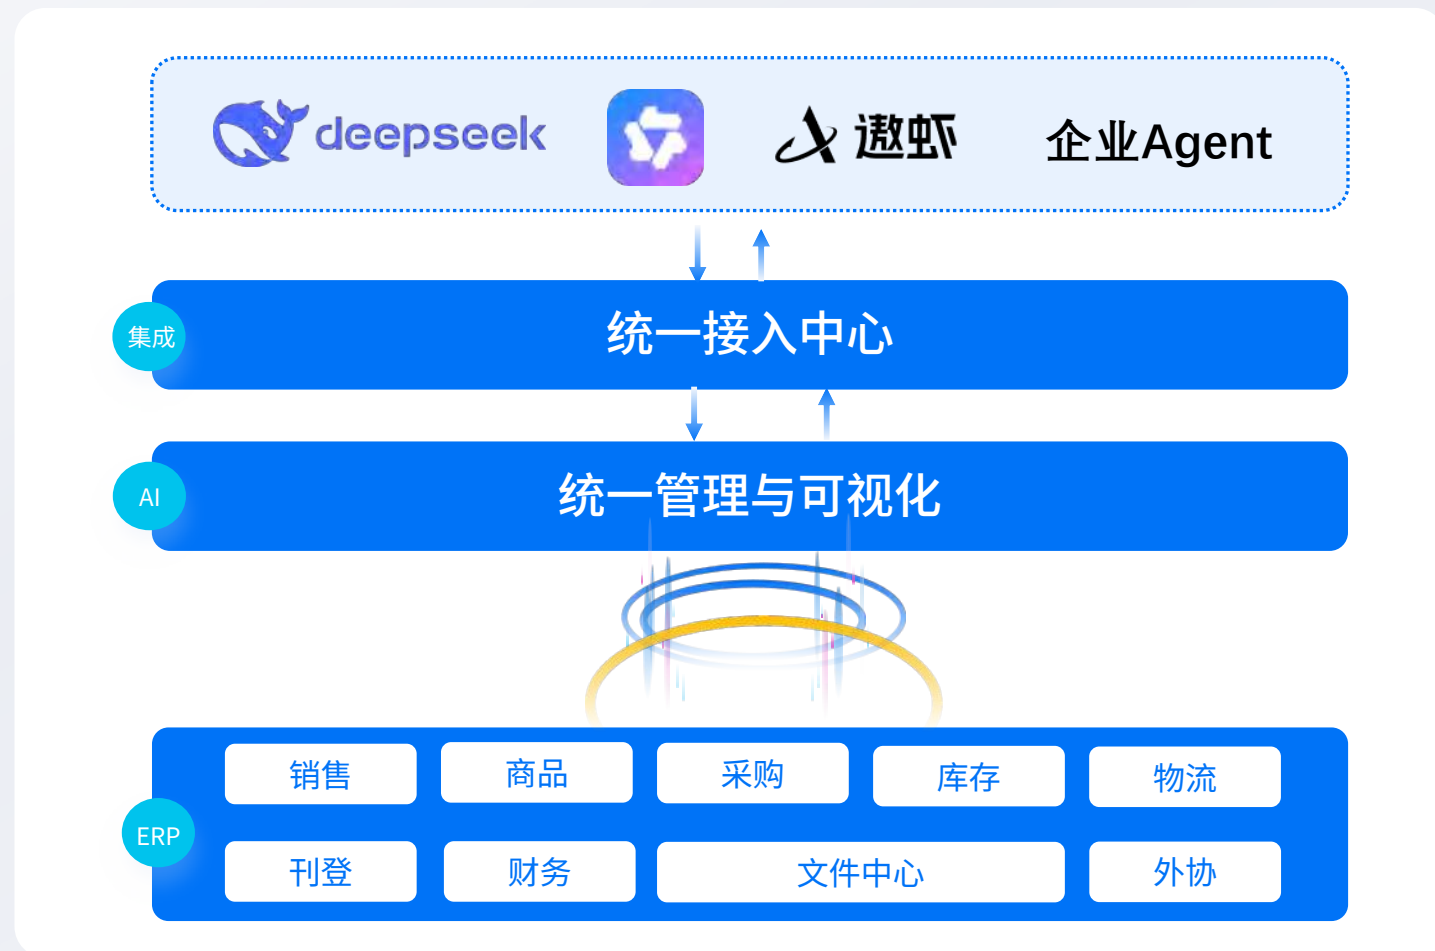 deepseek
遨虾
企业Agent
集成
统一接入中心
AI
统一管理与可视化
销售
商品
采购
库存
物流
ERP
刊登
财务
文件中心
外协